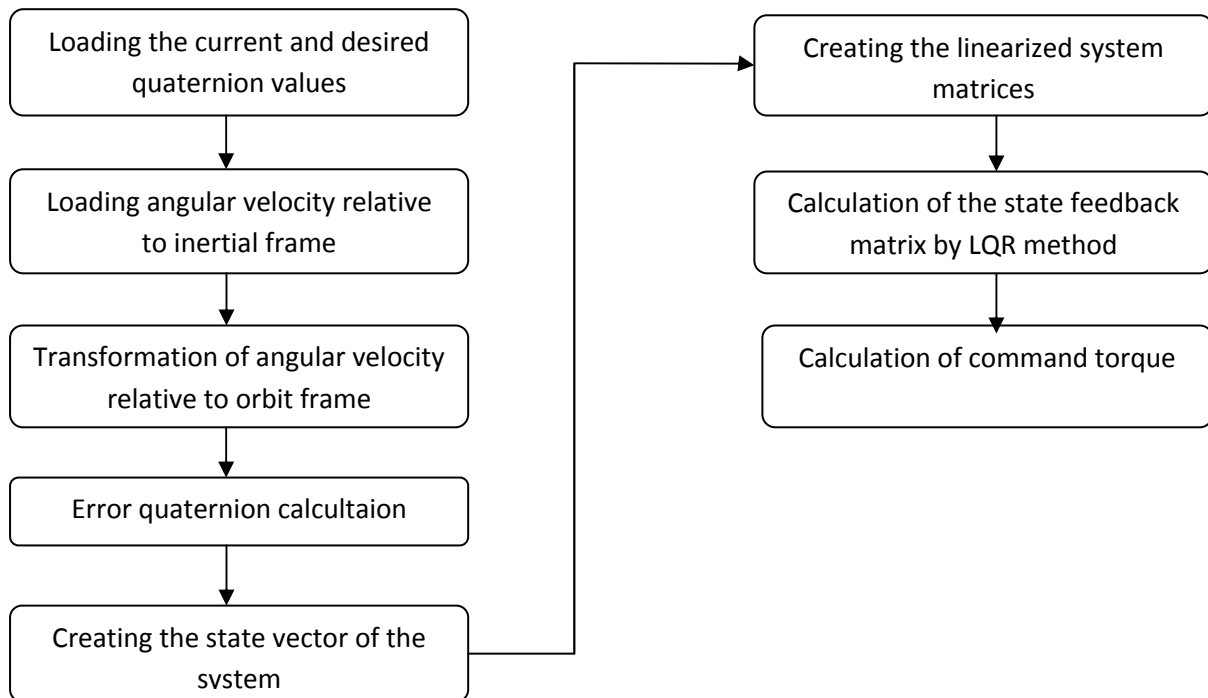 Loading the current and desired
quaternion values
Loading angular velocity relative
to inertial frame
Transformation of angular velocity
relative to orbit frame
Error quaternion calcultaion
Creating the state vector of the
system
Creating the linearized system
matrices
Calculation of the state feedback
matrix by LQR method
Calculation of command torque